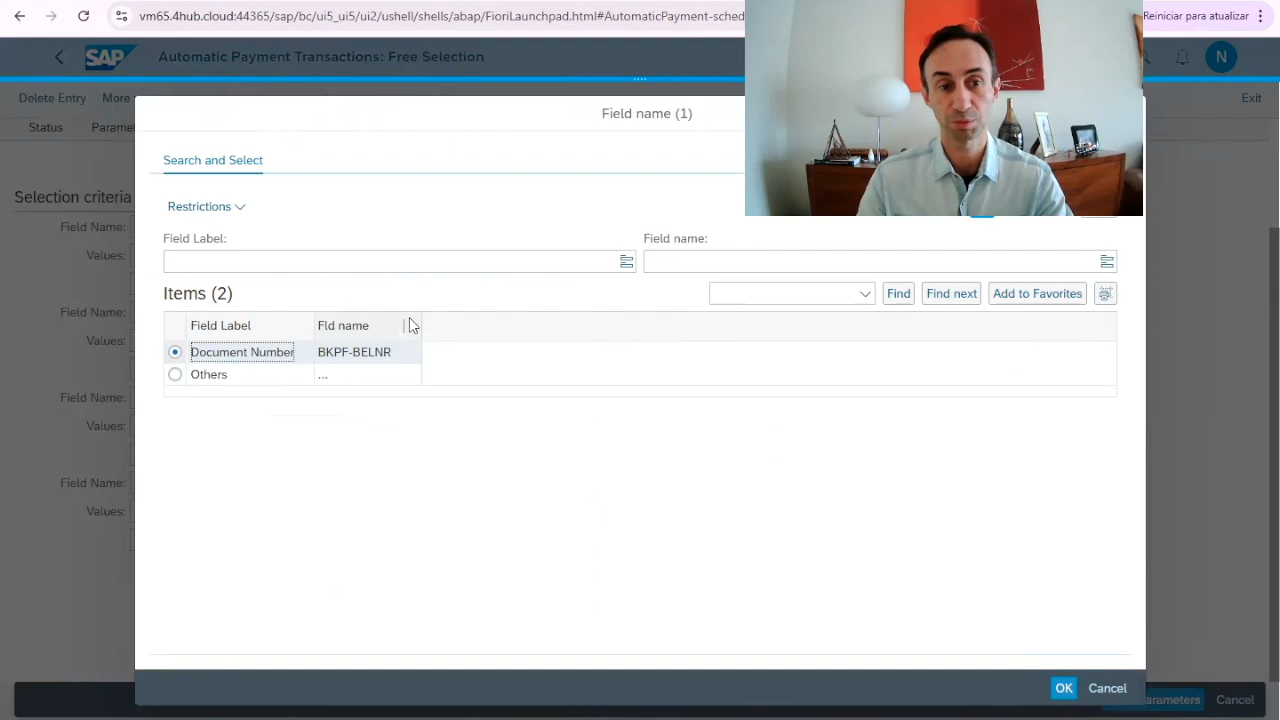 vm65.4hub.cloud:44365/sap/bc/ui5_ui5/ui2/ushell/shells/abap/FioriLaunchpad.html#AutomaticPayment-sched
Reiniciar para atualizar
SAP
Automatic Payment Transactions: Free Selection
N
Delete Entry
More
Exit
Status
Parame
Field name (1)
Search and Select
Selection criteria
Restrictions
Field Name:
Field Label:
Field name:
Values:
Items (2)
Find
Find next
Add to Favorites
Field Name:
Field Label
Fld name
Values:
Document Number
BKPF-BELNR
Others
...
Field Name:
Values:
Field Name:
Values:
OK
Cancel
arameters
Cancel